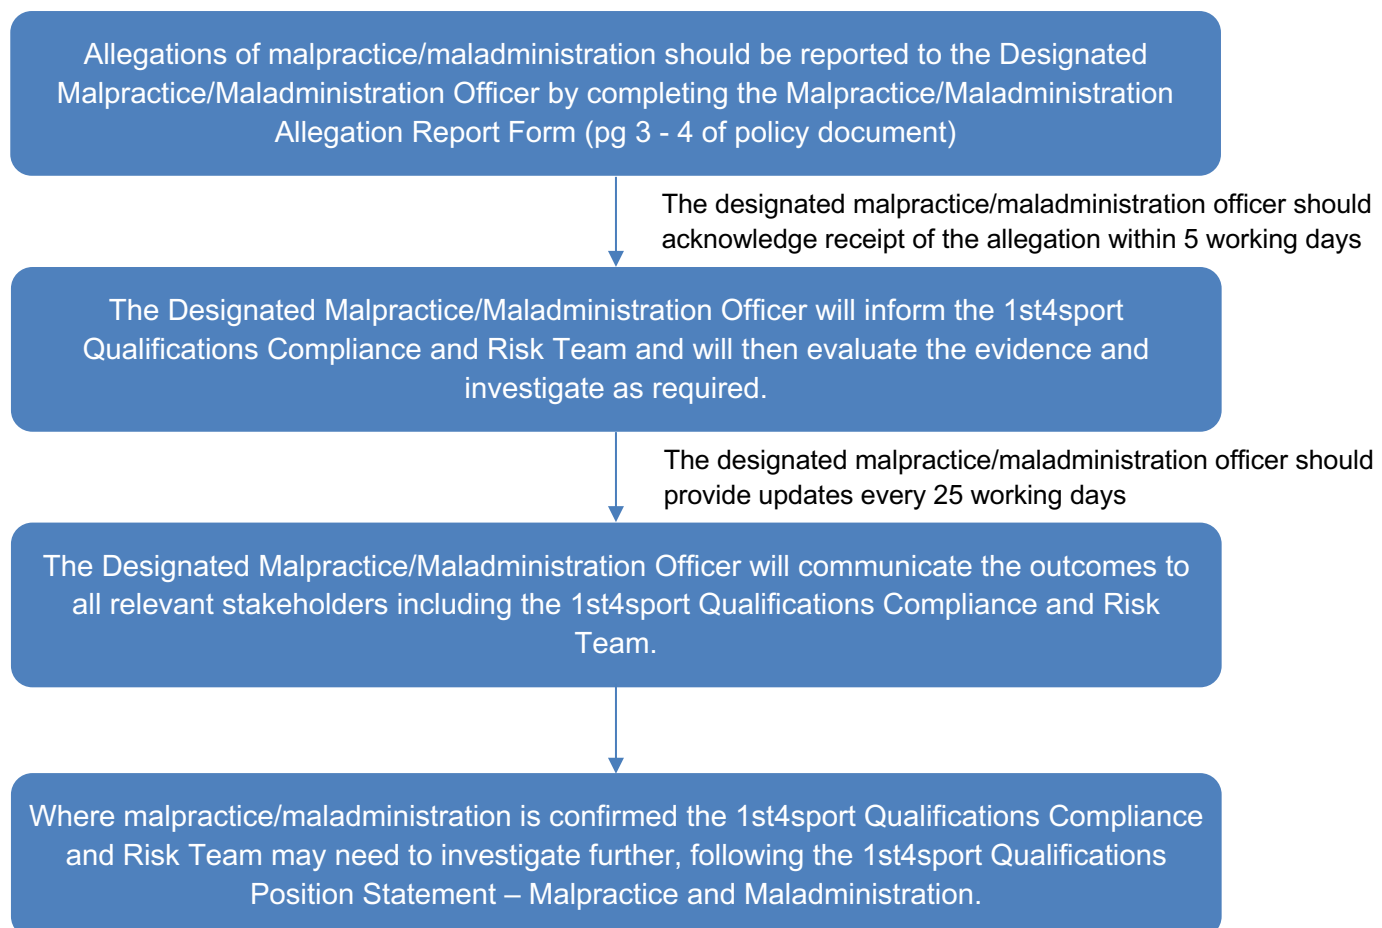 Allegations of malpractice/maladministration should be reported to the Designated
Malpractice/Maladministration Officer by completing the Malpractice/Maladministration
Allegation Report Form (pg 3 - 4 of policy document)
The designated malpractice/maladministration officer should
acknowledge receipt of the allegation within 5 working days
The Designated Malpractice/Maladministration Officer will inform the 1st4sport
Qualifications Compliance and Risk Team and will then evaluate the evidence and
investigate as required.
The designated malpractice/maladministration officer should
provide updates every 25 working days
The Designated Malpractice/Maladministration Officer will communicate the outcomes to
all relevant stakeholders including the 1st4sport Qualifications Compliance and Risk
Team.
Where malpractice/maladministration is confirmed the 1st4sport Qualifications Compliance
and Risk Team may need to investigate further, following the 1st4sport Qualifications
Position Statement – Malpractice and Maladministration.